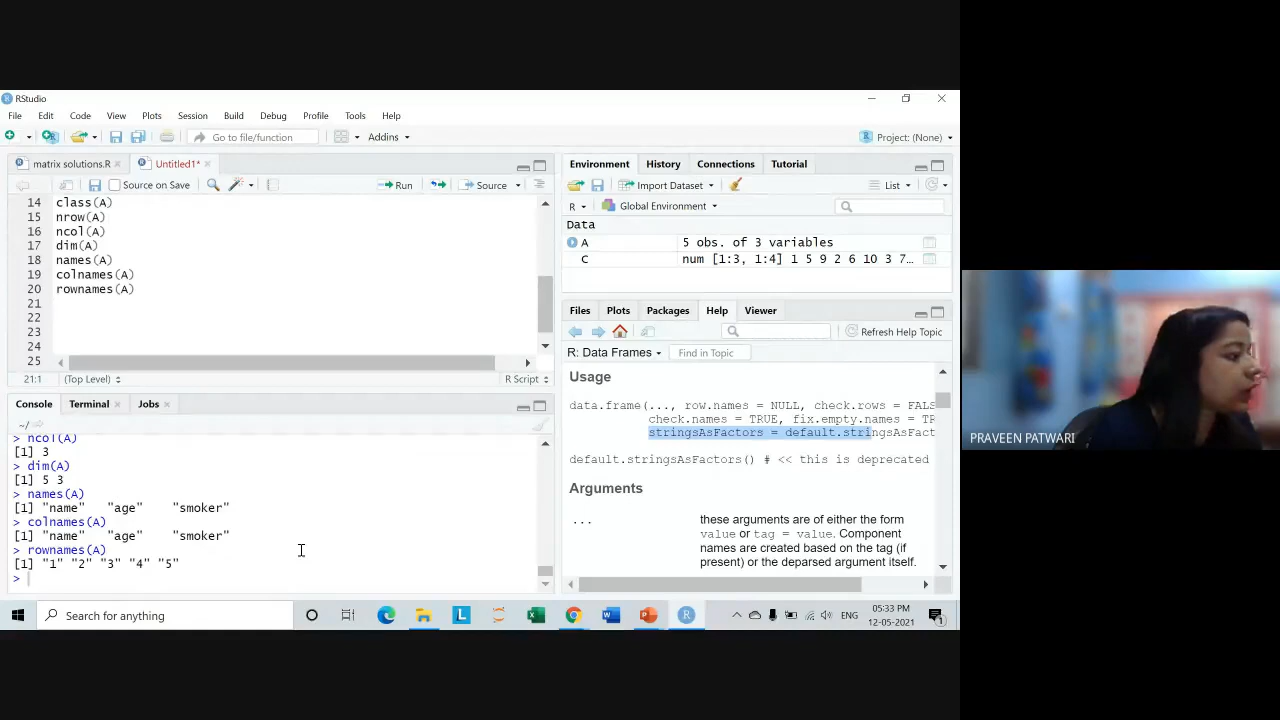 RStudio
File Edit Code View Plots Session Build Debug Profile Tools Help
Go to file/function
Addins
Project: (None)
matrix solutions.R
Untitled1*
Source on Save
Run
Source
14 class(A)
15 nrow(A)
16 ncol(A)
17 dim(A)
18 names(A)
19 colnames(A)
20 rownames(A)
21
22
23
24
25
21:1 (Top Level) R Script
Console Terminal Jobs
~/
> ncol(A)
[1] 3
> dim(A)
[1] 5 3
> names(A)
[1] "name" "age" "smoker"
> colnames(A)
[1] "name" "age" "smoker"
> rownames(A)
[1] "1" "2" "3" "4" "5"
>
Environment History Connections Tutorial
Import Dataset
List
R Global Environment
Data
A 5 obs. of 3 variables
C num [1:3, 1:4] 1 5 9 2 6 10 3 7…
Files Plots Packages Help Viewer
Refresh Help Topic
R: Data Frames Find in Topic
Usage
data.frame(..., row.names = NULL, check.rows = FALS
check.names = TRUE, fix.empty.names = TR
stringsAsFactors = default.stringsAsFact
default.stringsAsFactors() # << this is deprecated
Arguments
... these arguments are of either the form
value or tag = value. Component
names are created based on the tag (if
present) or the deparsed argument itself.
PRAVEEN PATWARI
Search for anything
ENG
05:33 PM
12-05-2021